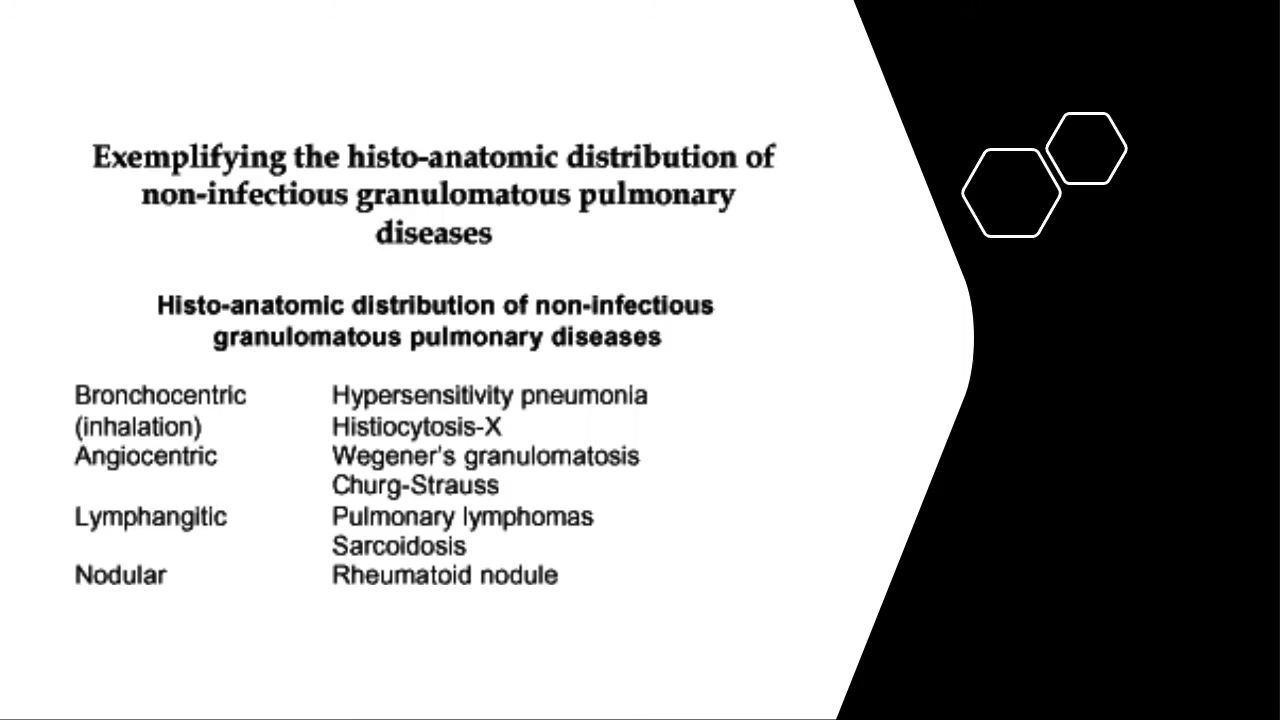 Exemplifying the histo-anatomic distribution of
non-infectious granulomatous pulmonary
diseases
Histo-anatomic distribution of non-infectious
granulomatous pulmonary diseases
Bronchocentric Hypersensitivity pneumonia
(inhalation) Histiocytosis-X
Angiocentric Wegener's granulomatosis
Churg-Strauss
Lymphangitic Pulmonary lymphomas
Sarcoidosis
Nodular Rheumatoid nodule